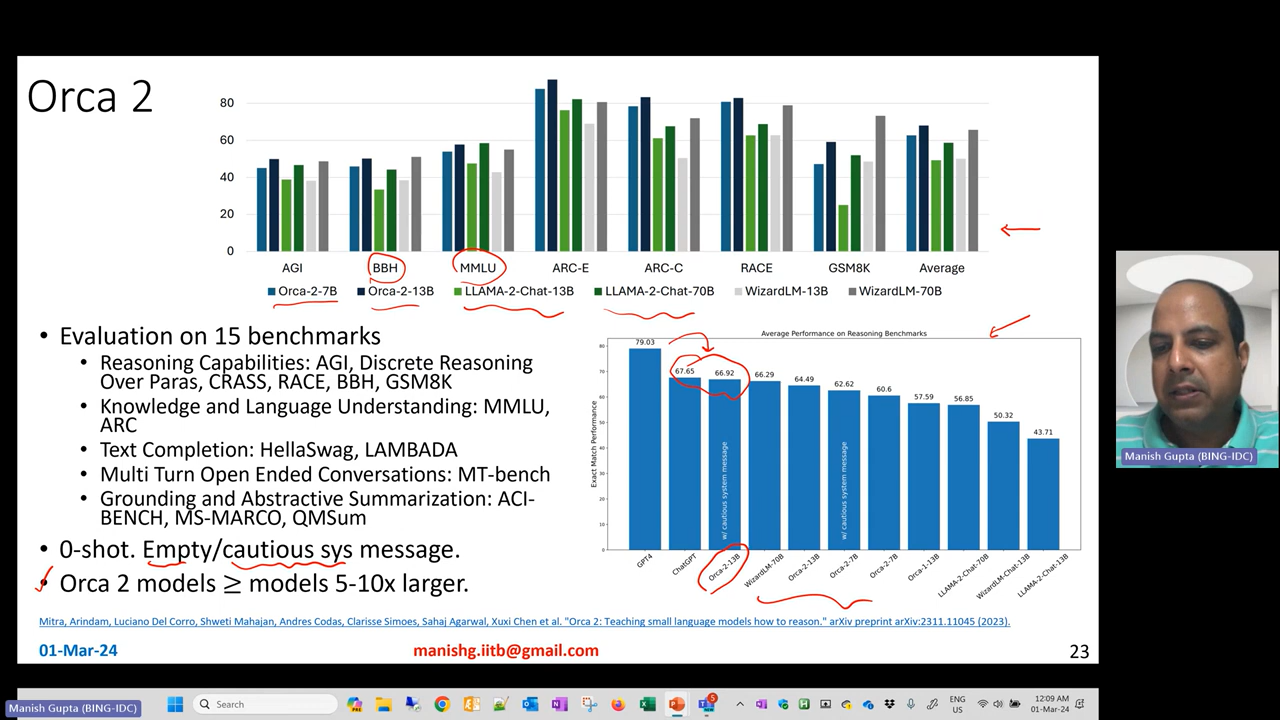 Orca 2
80
60
40
20
0
AGI BBH MMLU ARC-E ARC-C RACE GSM8K Average
Orca-2-7B Orca-2-13B LLAMA-2-Chat-13B LLAMA-2-Chat-70B WizardLM-13B WizardLM-70B
• Evaluation on 15 benchmarks
• Reasoning Capabilities: AGI, Discrete Reasoning
Over Paras, CRASS, RACE, BBH, GSM8K
• Knowledge and Language Understanding: MMLU,
ARC
• Text Completion: HellaSwag, LAMBADA
• Multi Turn Open Ended Conversations: MT-bench
• Grounding and Abstractive Summarization: ACI-
BENCH, MS-MARCO, QMSum
• 0-shot. Empty/cautious sys message.
• Orca 2 models ≥ models 5-10x larger.
Average Performance on Reasoning Benchmarks
Exact Match Performance
80
70
60
50
40
30
20
10
0
79.03 67.65 66.92 66.29 64.49 62.62 60.6 57.59 56.85 50.32 43.71
w/ cautious system message
w/ cautious system message
GPT4 ChatGPT Orca-2-13B WizardLM-70B Orca-2-13B Orca-2-7B Orca-2-7B Orca-1-13B LLAMA-2-Chat-70B WizardLM-Chat-13B LLAMA-2-Chat-13B
Mitra, Arindam, Luciano Del Corro, Shweti Mahajan, Andres Codas, Clarisse Simoes, Sahaj Agarwal, Xuxi Chen et al. "Orca 2: Teaching small language models how to reason." arXiv preprint arXiv:2311.11045 (2023).
01-Mar-24 manishg.iitb@gmail.com 23
Manish Gupta (BING-IDC)
Manish Gupta (BING-IDC)
Search
5
ENG
US
12:09 AM
01-Mar-24